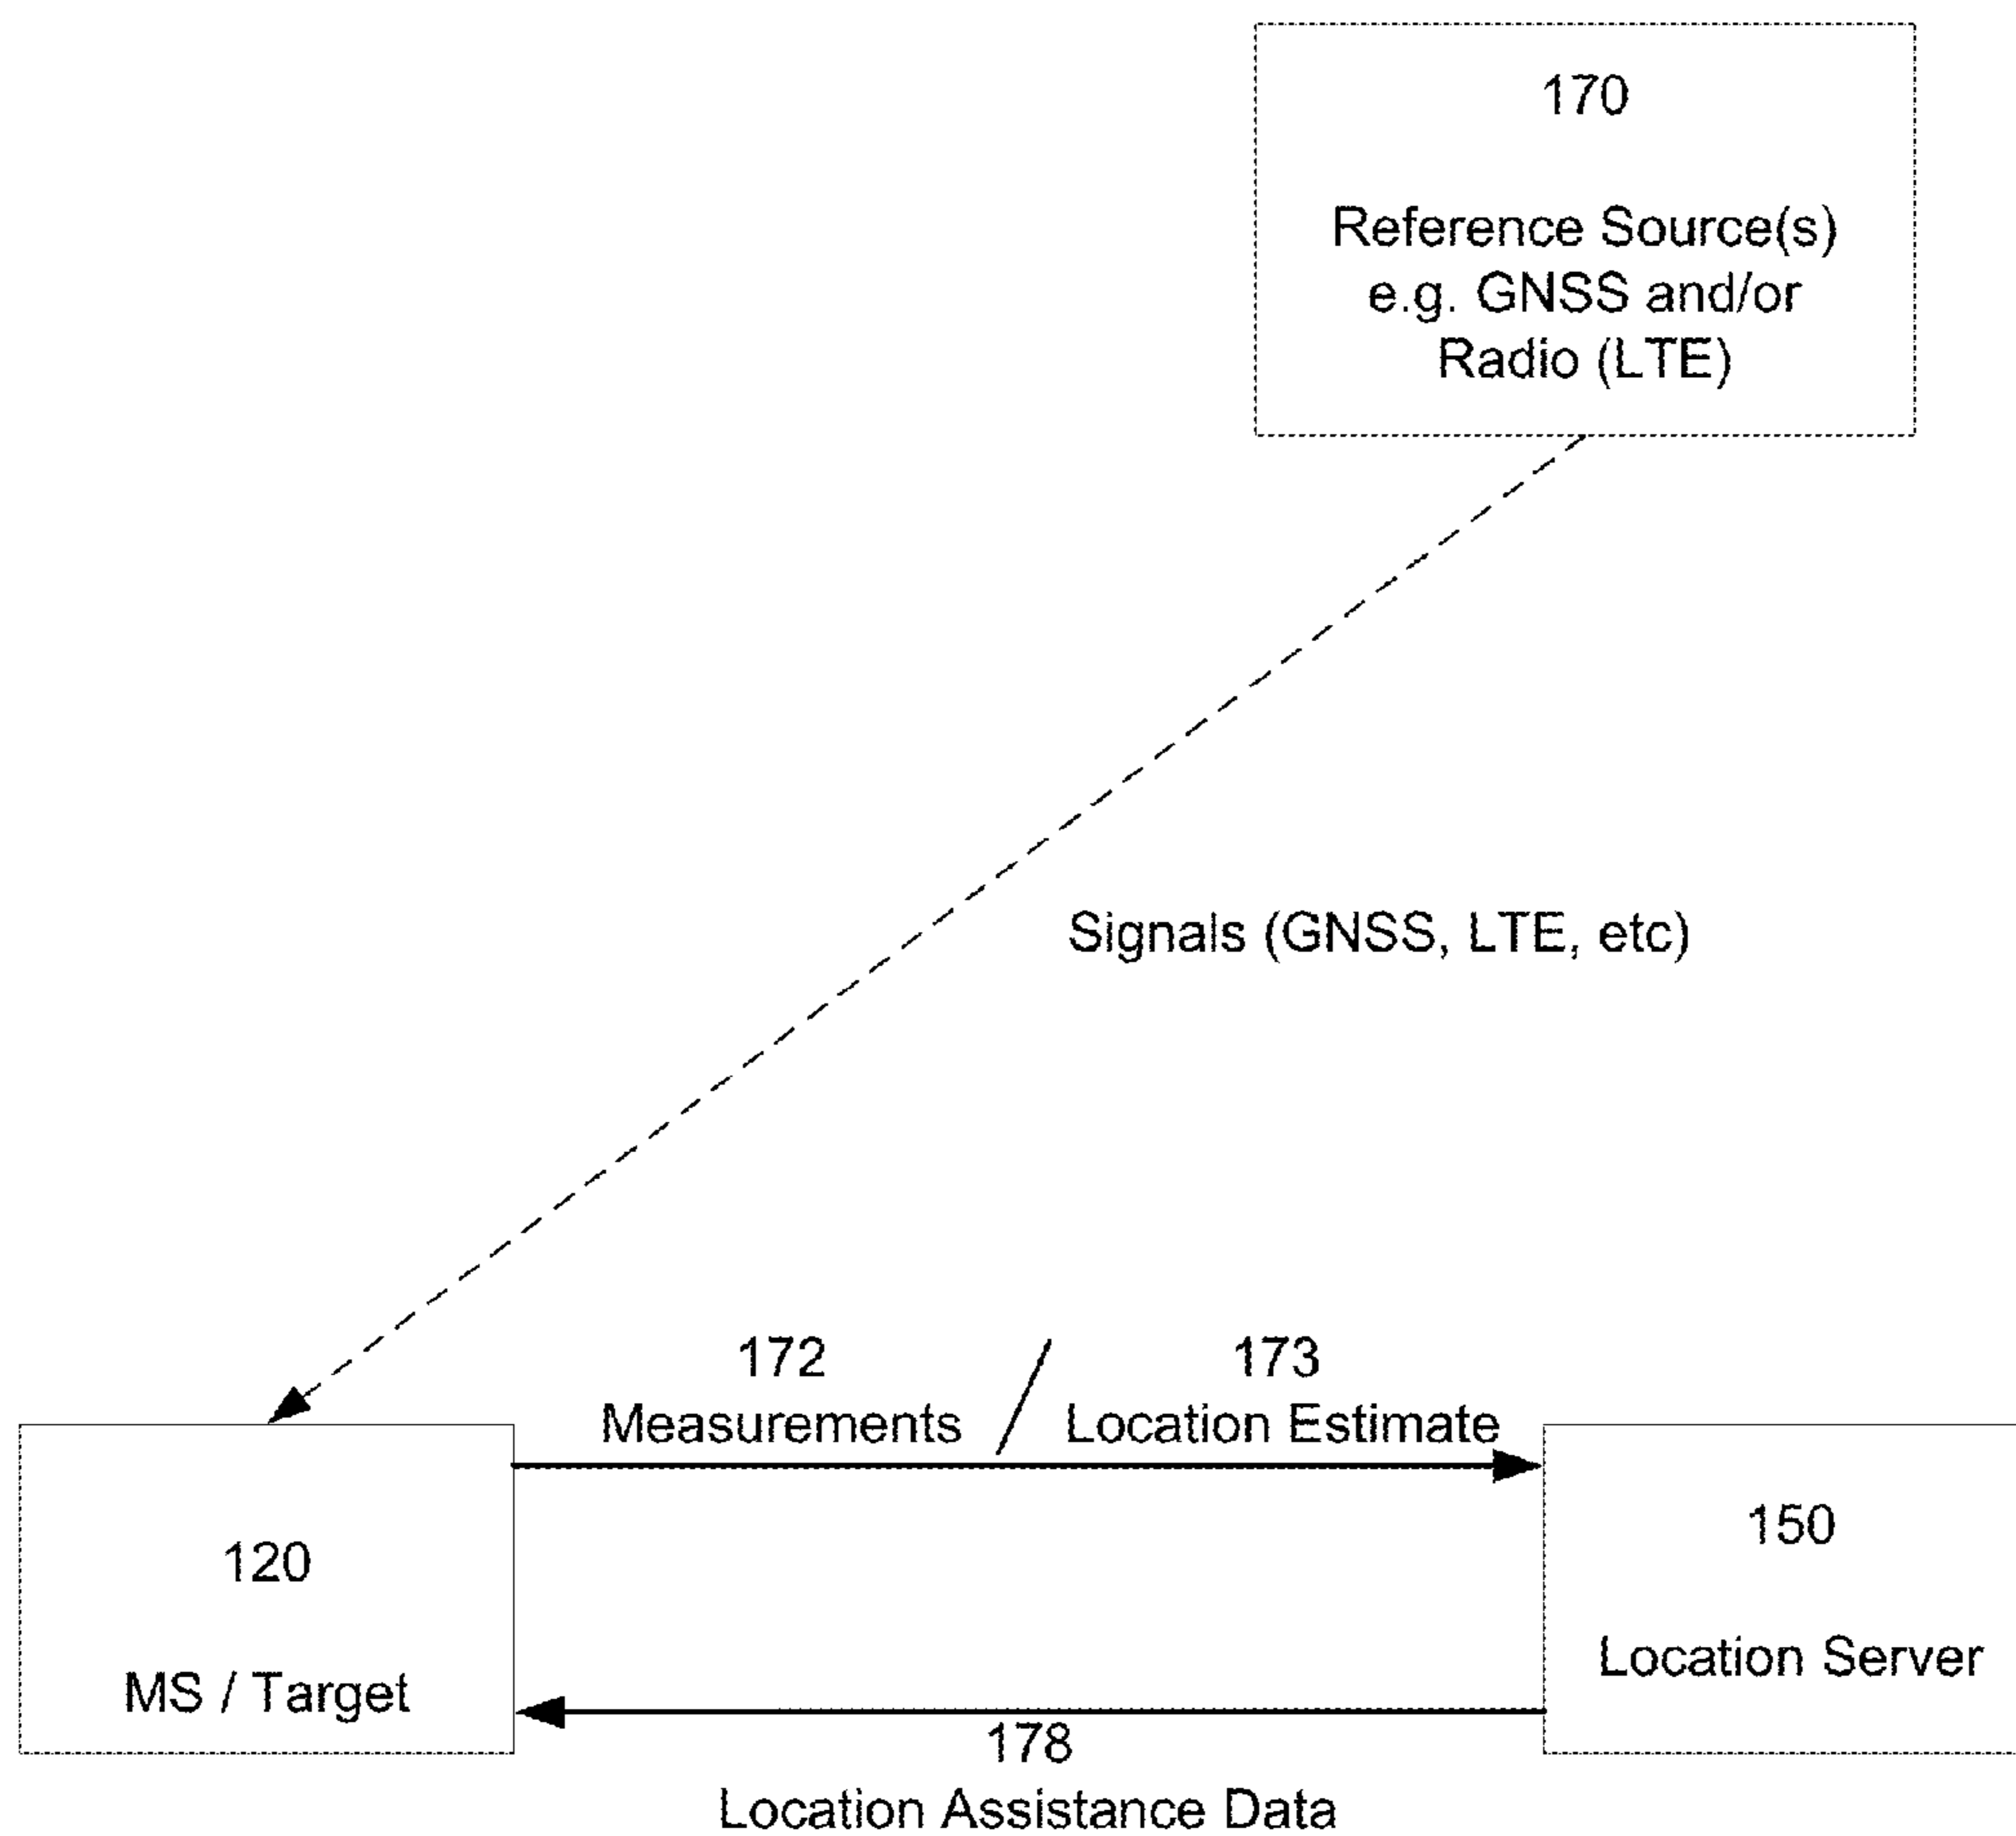 170
Reference Source(s)
e.g. GNSS and/or
Radio (LTE)
Signals (GNSS, LTE, etc)
172 / 173
Measurements / Location Estimate
120
MS / Target
150
Location Server
178
Location Assistance Data